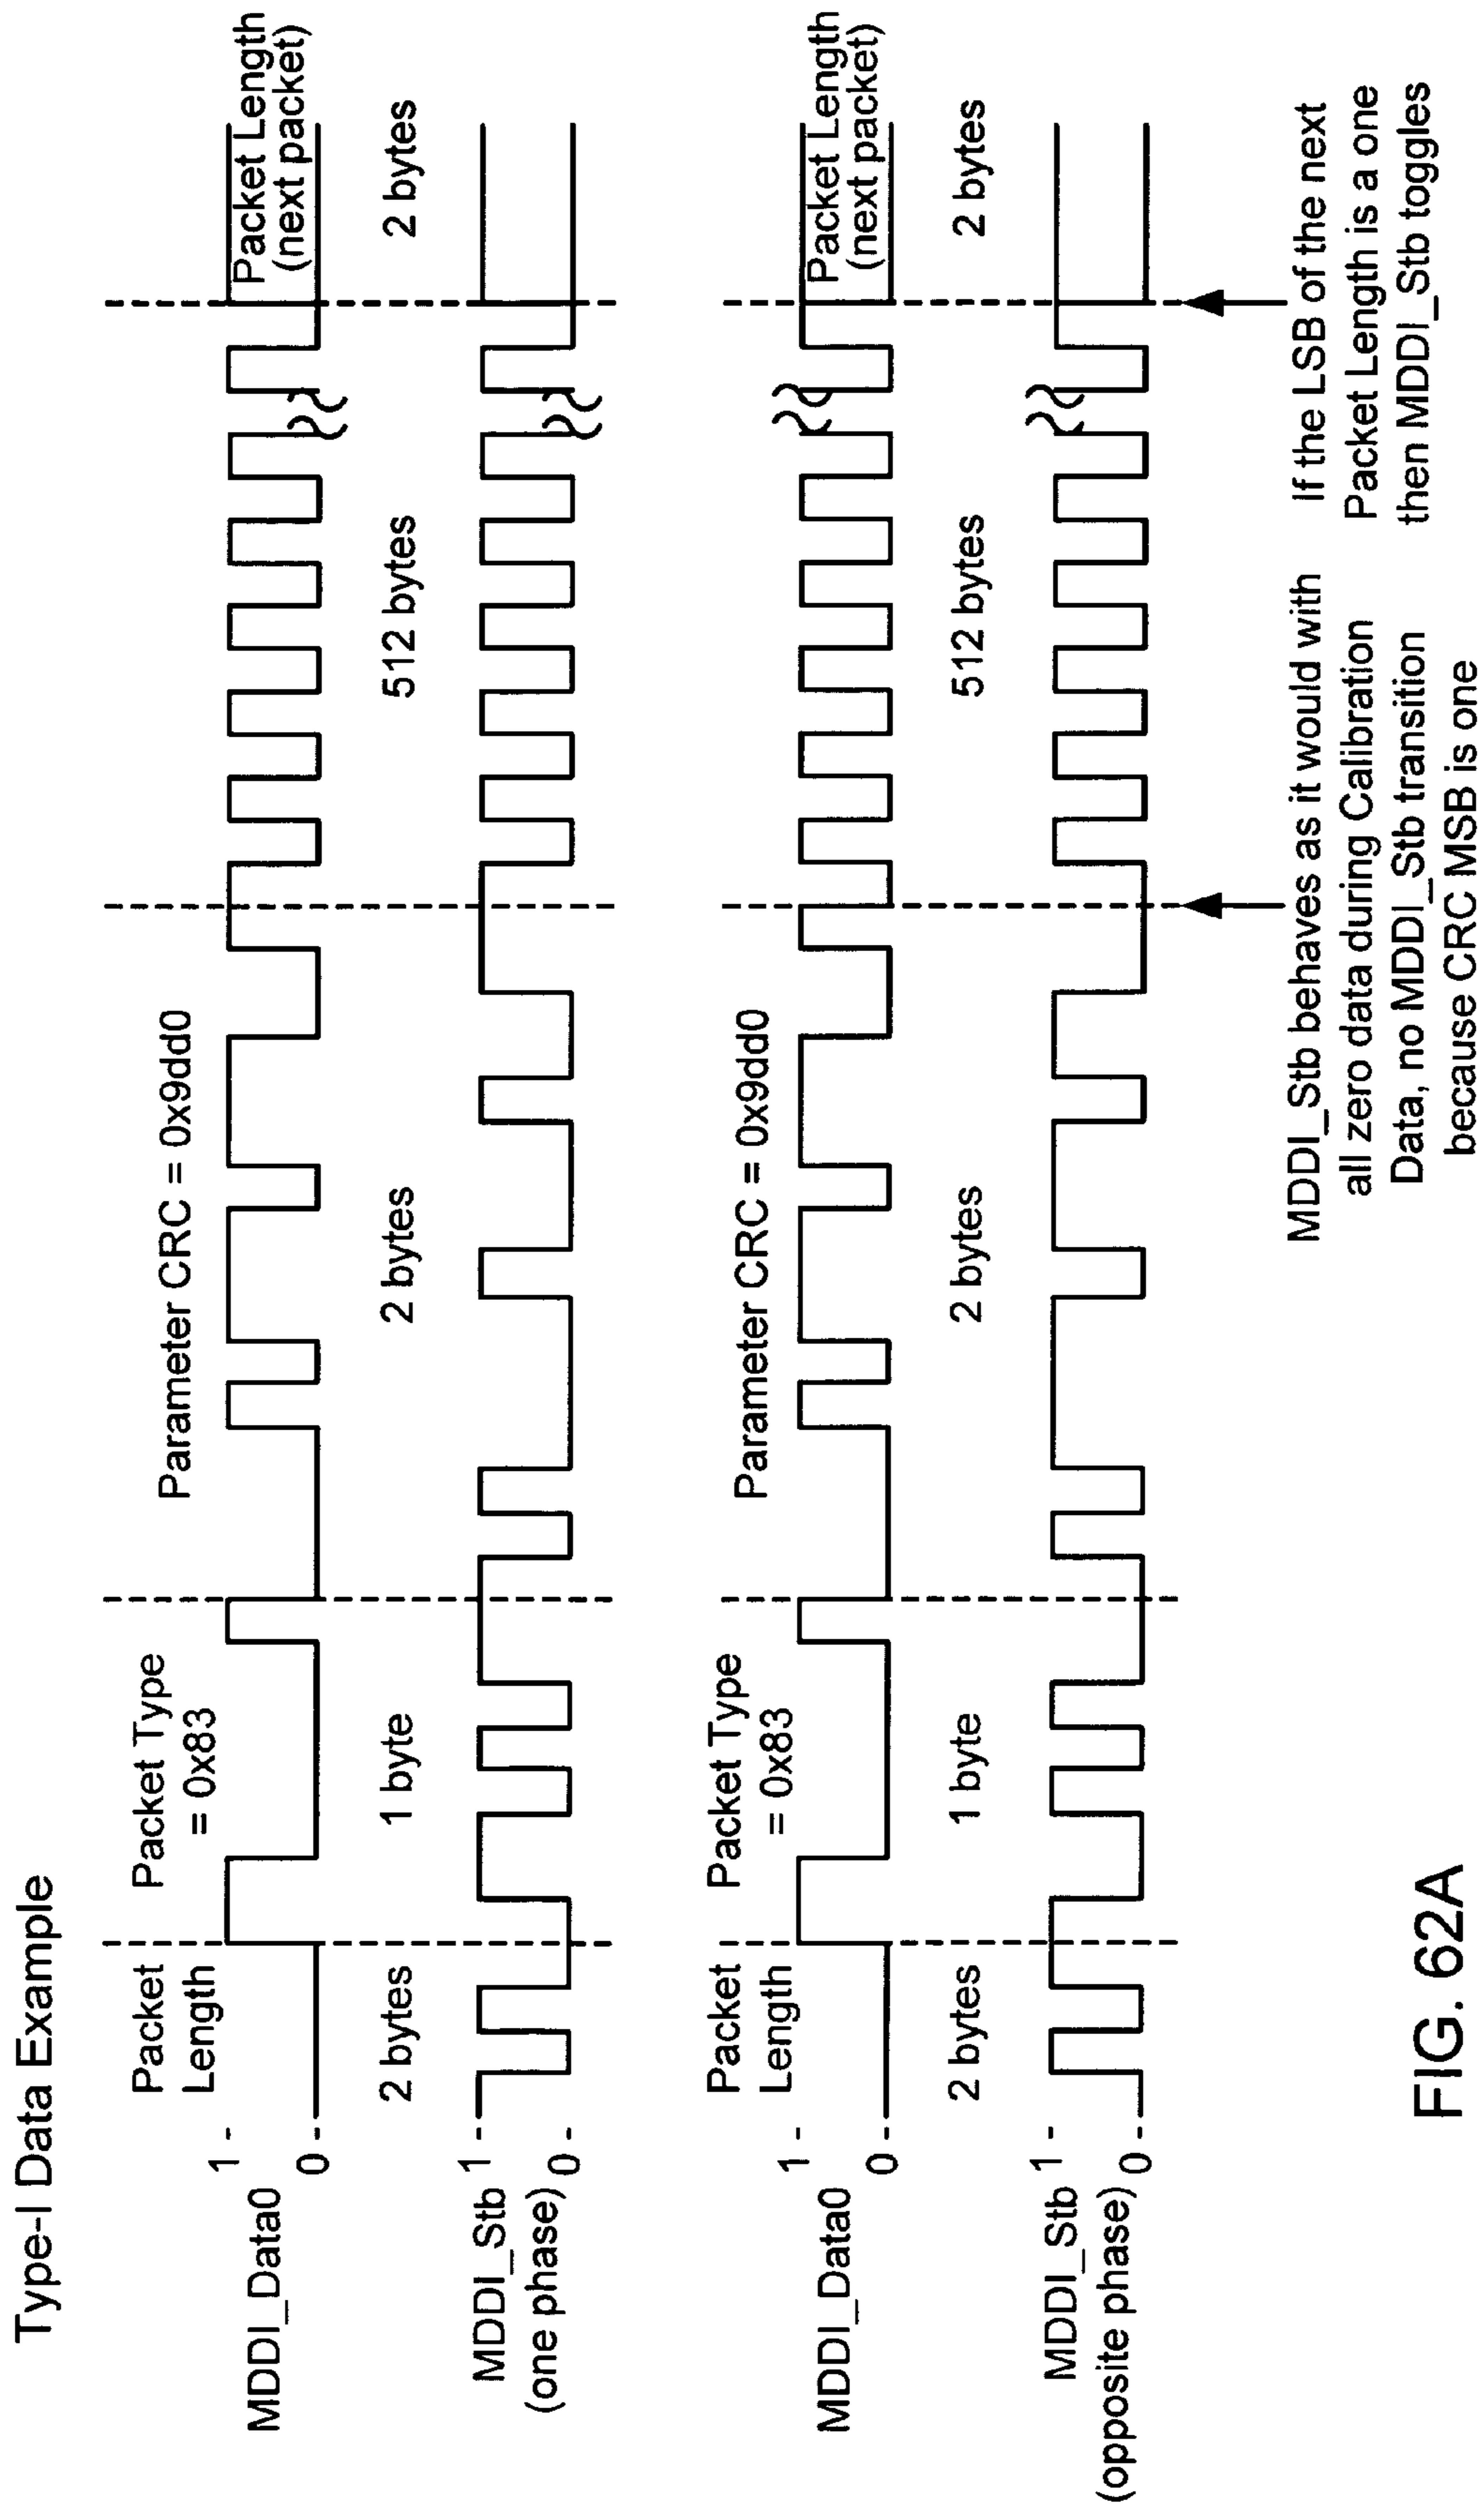 Type-I Data Example
Packet
Length
Packet Type
= 0x83
Parameter CRC = 0x9dd0
Packet Length
(next packet)
MDDI_Data0
1
0
2 bytes
1 byte
2 bytes
512 bytes
2 bytes
MDDI_Stb
(one phase)
1
0
Packet
Length
Packet Type
= 0x83
Parameter CRC = 0x9dd0
Packet Length
(next packet)
MDDI_Data0
1
0
2 bytes
1 byte
2 bytes
512 bytes
2 bytes
MDDI_Stb
(opposite phase)
1
0
MDDI_Stb behaves as it would with
all zero data during Calibration
Data, no MDDI_Stb transition
because CRC MSB is one
If the LSB of the next
Packet Length is a one
then MDDI_Stb toggles
FIG. 62A